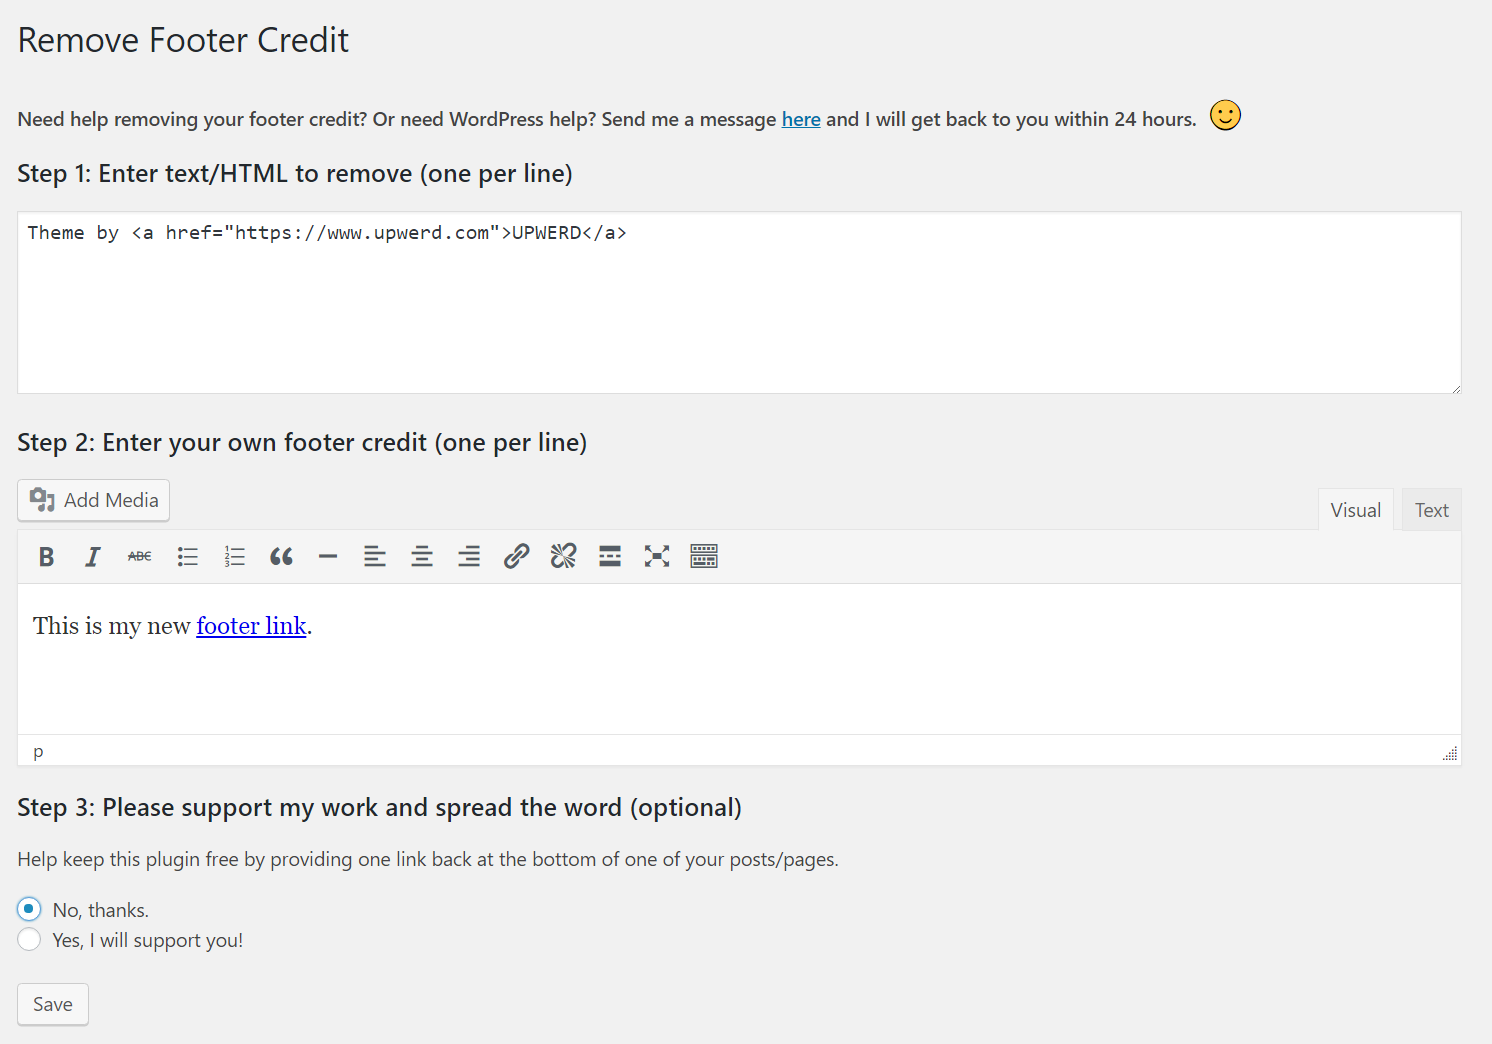 Remove Footer Credit
Need help removing your footer credit? Or need WordPress help? Send me a message here and I will get back to you within 24 hours.
Step 1: Enter text/HTML to remove (one per line)
Theme by <a href="https://www.upwerd.com">UPWERD</a>
Step 2: Enter your own footer credit (one per line)
Add Media
Visual Text
B I ABC
This is my new footer link.
p
Step 3: Please support my work and spread the word (optional)
Help keep this plugin free by providing one link back at the bottom of one of your posts/pages.
No, thanks.
Yes, I will support you!
Save